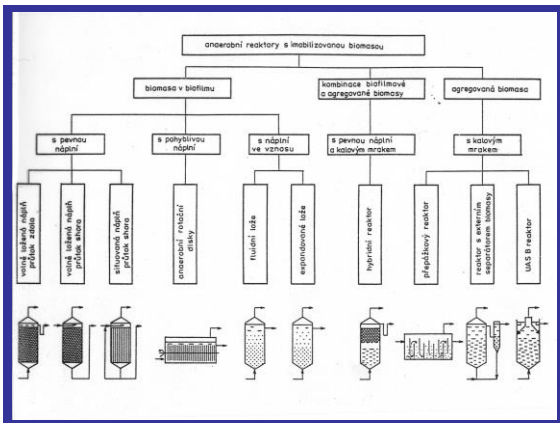 anaerobní reaktory s imobilizovanou biomasou
biomasa v biofilmu
kombinace biofilmové
a agregované biomasy
agregovaná biomasa
s pevnou
náplní
s pohyblivou
náplní
s náplní
ve vznosu
s pevnou náplní
a kalovým mrakem
s kalovým
mrakem
volně ložená náplň
průtok zdola
volně ložená náplň
průtok shora
situovaná náplň
průtok shora
anaerobní rotační
disky
fluidní lože
expandované lože
hybridní reaktor
přepážkový reaktor
reaktor s externím
separátorem biomasy
UAS B reaktor